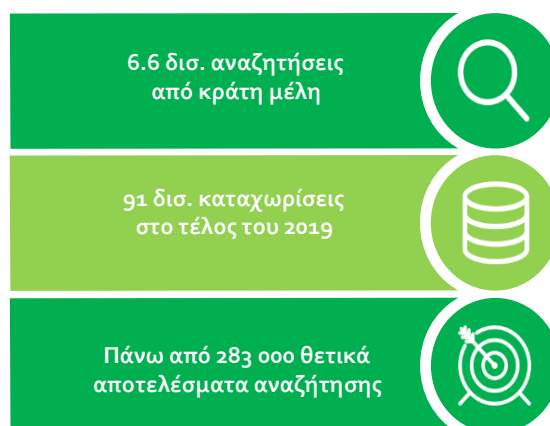 6.6 δισ. αναζητήσεις
από κράτη μέλη
91 δισ. καταχωρίσεις
στο τέλος του 2019
Πάνω από 283 000 θετικά
αποτελέσματα αναζήτησης